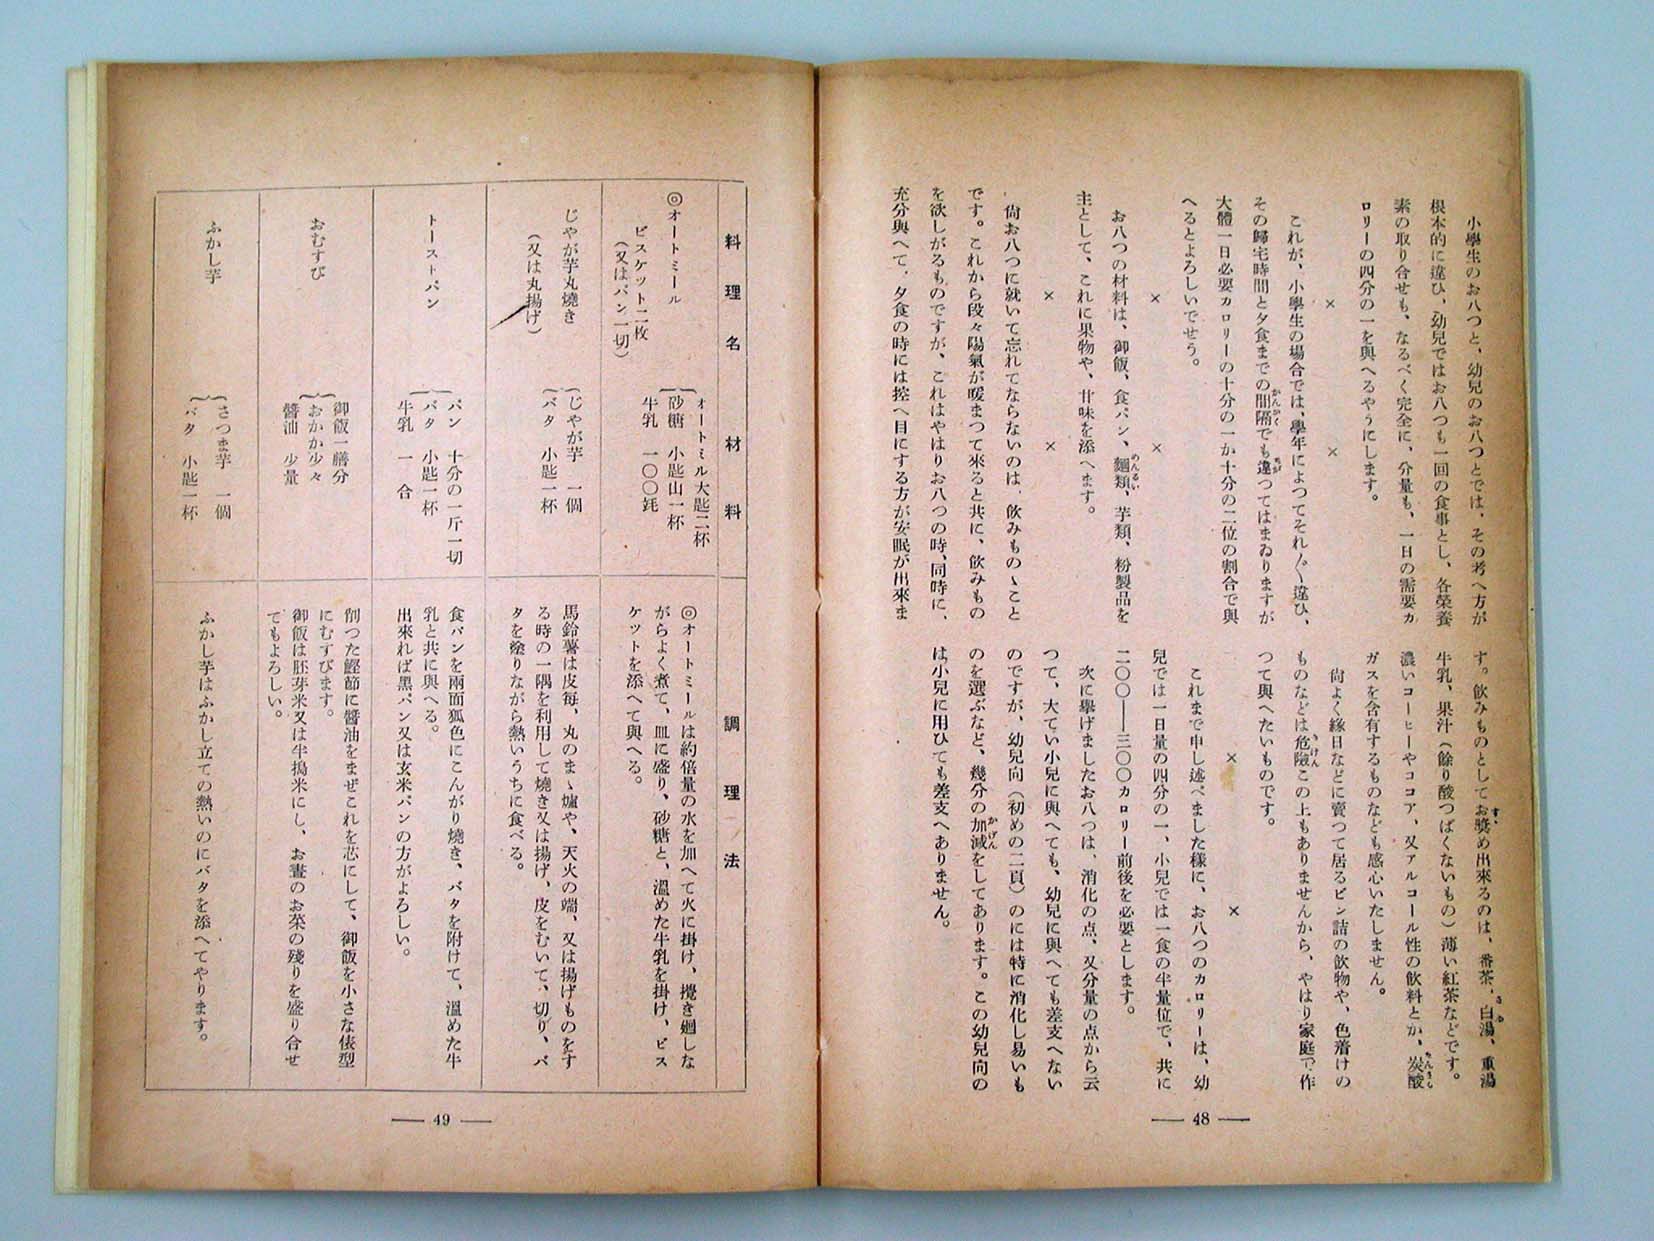 小學生のお八つと、幼兒のお八つとでは、その考へ方が
根本的に違ひ、幼兒ではお八つも一回の食事とし、各榮養
素の取り合せも、なるべく完全に、分量も、一日の需要カ
ロリーの四分の一を與へるやうにします。
××
これが、小學生の場合では、學年によつてそれ〴〵違ひ、
その歸宅時間と夕食までの間隔でも違つてはまゐりますが
大體一日必要カロリーの十分の一か十分の二位の割合で與
へるとよろしいでせう。
××
お八つの材料は、御飯、食パン、麵類、芋類、粉製品を
主として、これに果物や、甘味を添へます。
××
尙お八つに就いて忘れてならないのは、飮みものゝこと
です。これから段々陽氣が暖まつて來ると共に、飮みもの
を欲しがるものですが、これはやはりお八つの時、同時に、
充分與へて、夕食の時には控へ目にする方が安眠が出來ま
す。飮みものとしてお奬め出來るのは、番茶、白湯、重湯
牛乳、果汁（餘り酸つぱくないもの）薄い紅茶などです。
濃いコーヒーやココア、又アルコール性の飮料とか、炭酸
ガスを含有するものなども感心いたしません。
尙よく緣日などに賣つて居るビン詰の飮物や、色着けの
ものなどは危險この上もありませんから、やはり家庭で作
つて與へたいものです。
××
これまで申し述べました樣に、お八つのカロリーは、幼
兒では一日量の四分の一、小兒では一食の半量位で、共に
二〇〇――三〇〇カロリー前後を必要とします。
次に擧げましたお八つは、消化の点、又分量の点から云
つて、大てい小兒に與へても、幼兒に與へても差支へない
のですが、幼兒向（初めの二頁）のには特に消化し易いも
のを選ぶなど、幾分の加減をしてあります。この幼兒向の
は小兒に用ひても差支へありません。
— 48 —
料理名
材料
調理法
◎オートミール
ビスケット二枚
（又はパン一切）
オートミル大匙二杯
砂糖 小匙山一杯
牛乳 一〇〇瓩
◎オートミールは約倍量の水を加へて火に掛け、攪き廻しな
がらよく煮て、皿に盛り、砂糖と、溫めた牛乳を掛け、ビス
ケットを添へて與へる。
じやが芋丸燒き
（又は丸揚げ）
じやが芋 一個
バタ 小匙一杯
馬鈴薯は皮每、丸のまゝ爐や、天火の端、又は揚げものをす
る時の一隅を利用して燒き又は揚げ、皮をむいて、切り、バ
タを塗りながら熱いうちに食べる。
トーストパン
パン 十分の一斤一切
バタ 小匙一杯
牛乳 一合
食パンを兩面狐色にこんがり燒き、バタを附けて、溫めた牛
乳と共に與へる。
出來れば黑パン又は玄米パンの方がよろしい。
おむすび
御飯一膳分
おかか少々
醬油 少量
削つた鰹節に醬油をまぜこれを芯にして、御飯を小さな俵型
にむすびます。
御飯は胚芽米又は半搗米にし、お晝のお菜の殘りを盛り合せ
てもよろしい。
ふかし芋
さつま芋 一個
バタ 小匙一杯
ふかし芋はふかし立ての熱いのにバタを添へてやります。
— 49 —